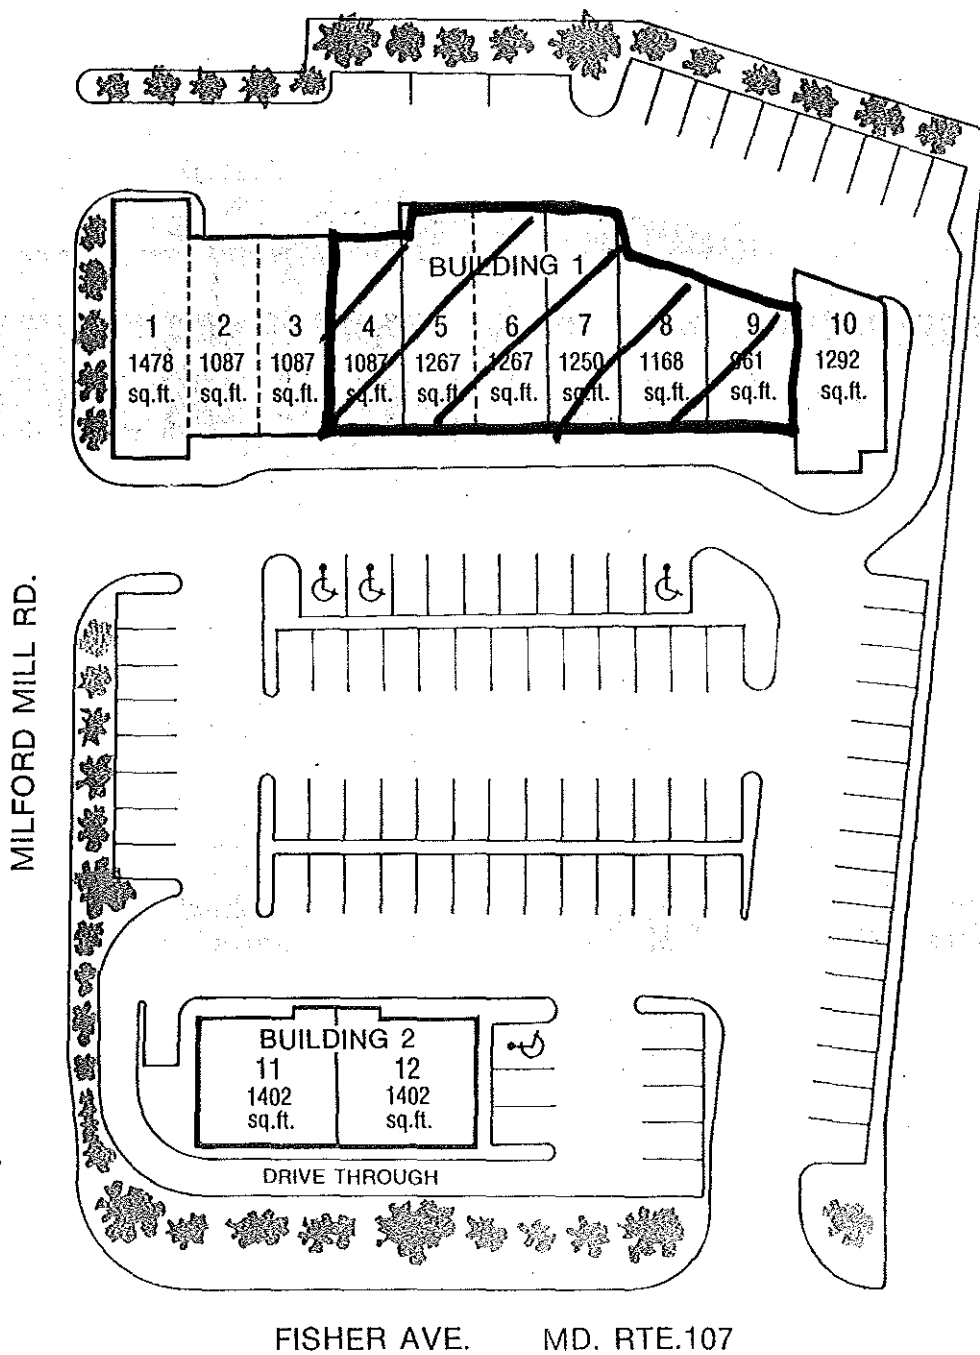 BUILDING 1
1
1478
sq.ft.
2
1087
sq.ft.
3
1087
sq.ft.
4
1087
sq.ft.
5
1267
sq.ft.
6
1267
sq.ft.
7
1250
sq.ft.
8
1168
sq.ft.
9
961
sq.ft.
10
1292
sq.ft.
MILFORD MILL RD.
BUILDING 2
11
1402
sq.ft.
12
1402
sq.ft.
DRIVE THROUGH
FISHER AVE. MD. RTE.107